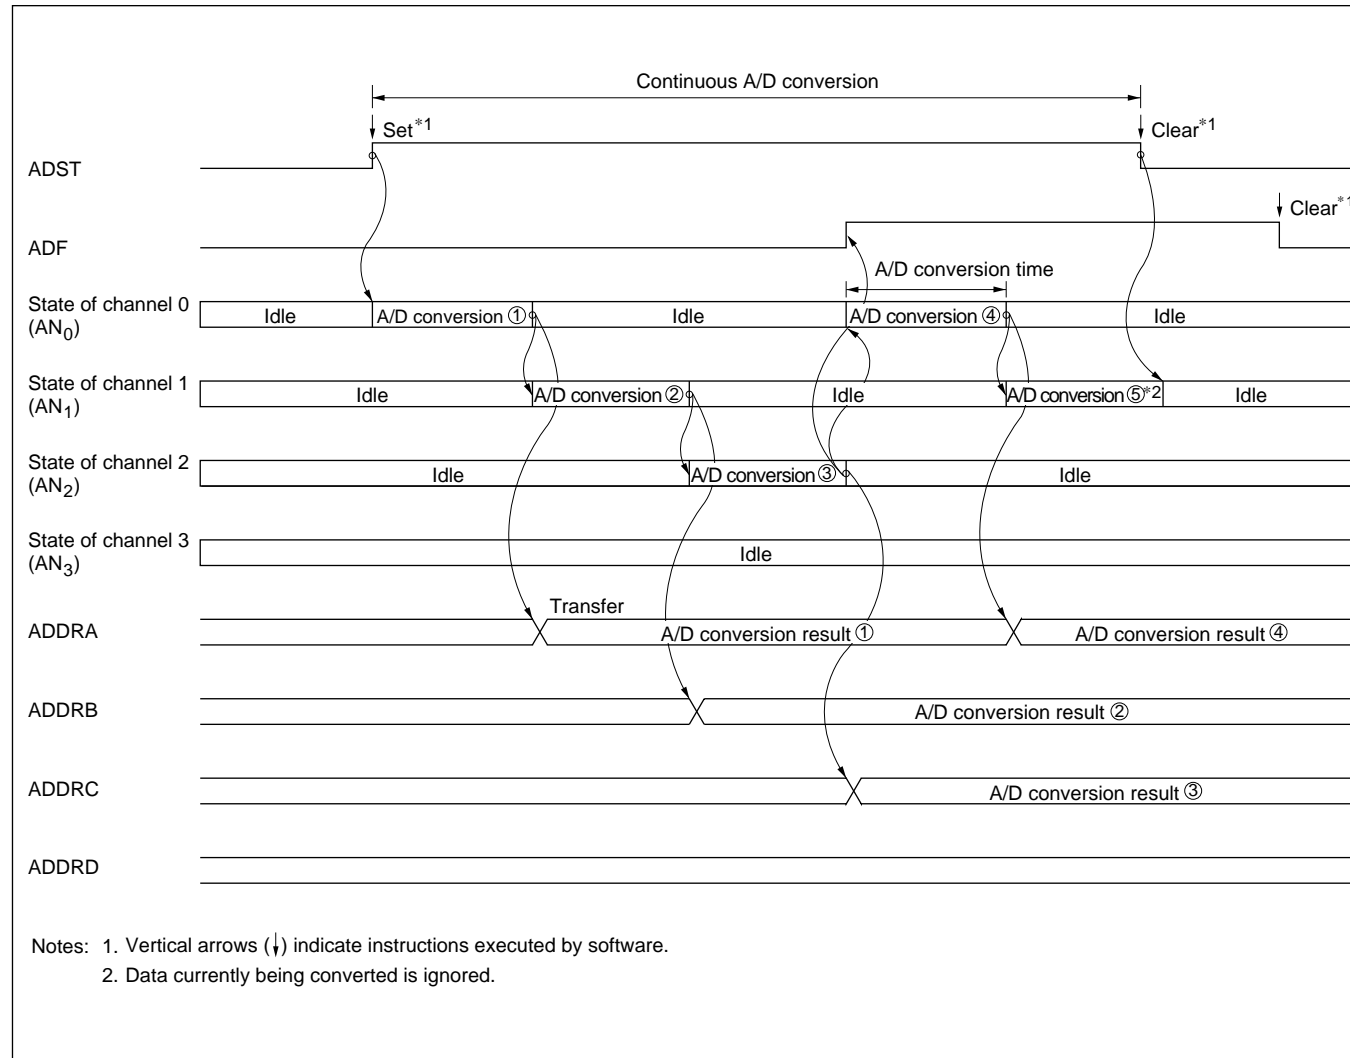 Continuous A/D conversion
Set*1
Clear*1
ADST
Clear*1
ADF
A/D conversion time
State of channel 0
(AN0)
Idle
A/D conversion ①
Idle
A/D conversion ④
Idle
State of channel 1
(AN1)
Idle
A/D conversion ②
Idle
A/D conversion ⑤*2
Idle
State of channel 2
(AN2)
Idle
A/D conversion ③
Idle
State of channel 3
(AN3)
Idle
Transfer
ADDRA
A/D conversion result ①
A/D conversion result ④
ADDRB
A/D conversion result ②
ADDRC
A/D conversion result ③
ADDRD
Notes: 1. Vertical arrows (↓) indicate instructions executed by software.
2. Data currently being converted is ignored.